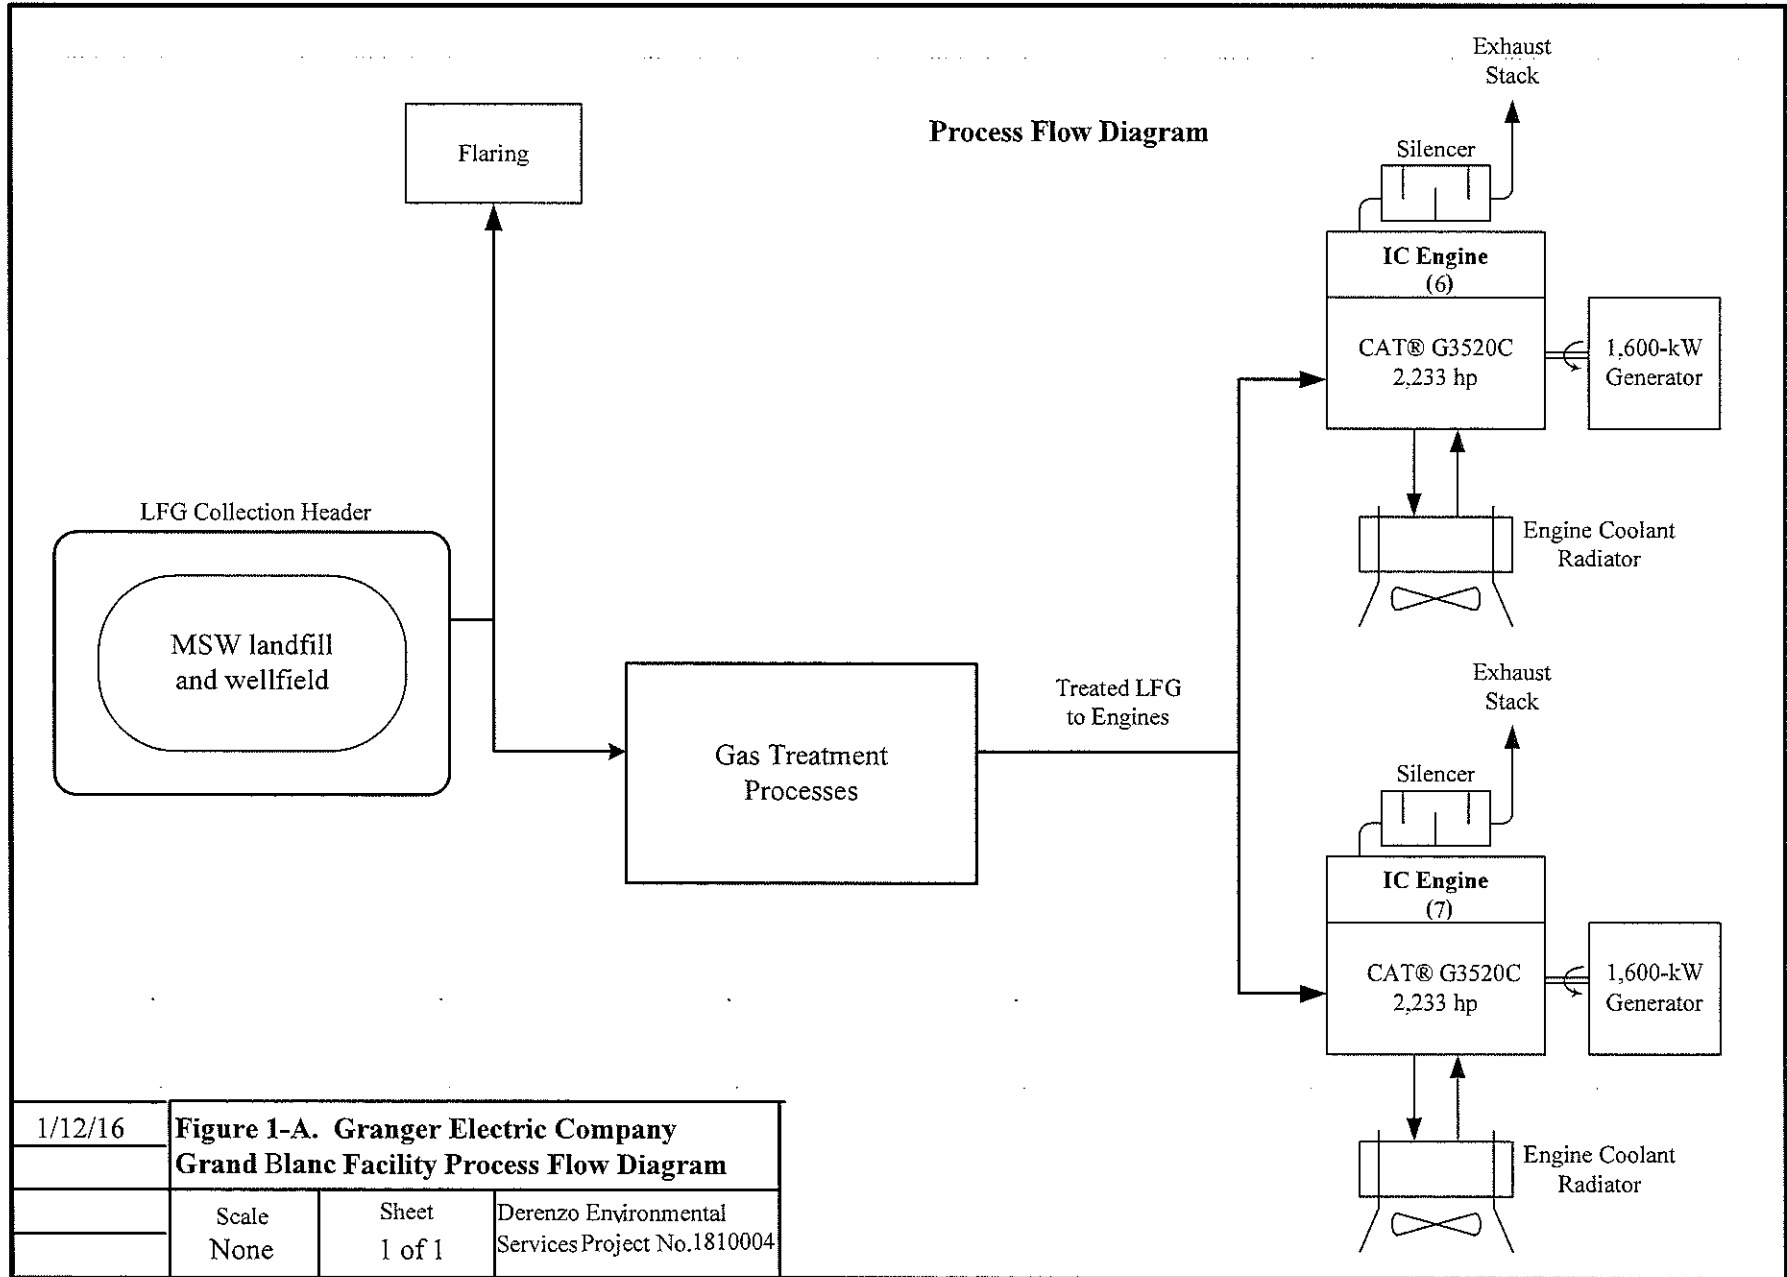 Process Flow Diagram
Flaring
LFG Collection Header
MSW landfill
and wellfield
Gas Treatment
Processes
Treated LFG
to Engines
Exhaust
Stack
Silencer
IC Engine
(6)
CAT® G3520C
2,233 hp
1,600-kW
Generator
Engine Coolant
Radiator
Exhaust
Stack
Silencer
IC Engine
(7)
CAT® G3520C
2,233 hp
1,600-kW
Generator
Engine Coolant
Radiator
1/12/16
Figure 1-A. Granger Electric Company
Grand Blanc Facility Process Flow Diagram
Scale
None
Sheet
1 of 1
Derenzo Environmental
Services Project No.1810004